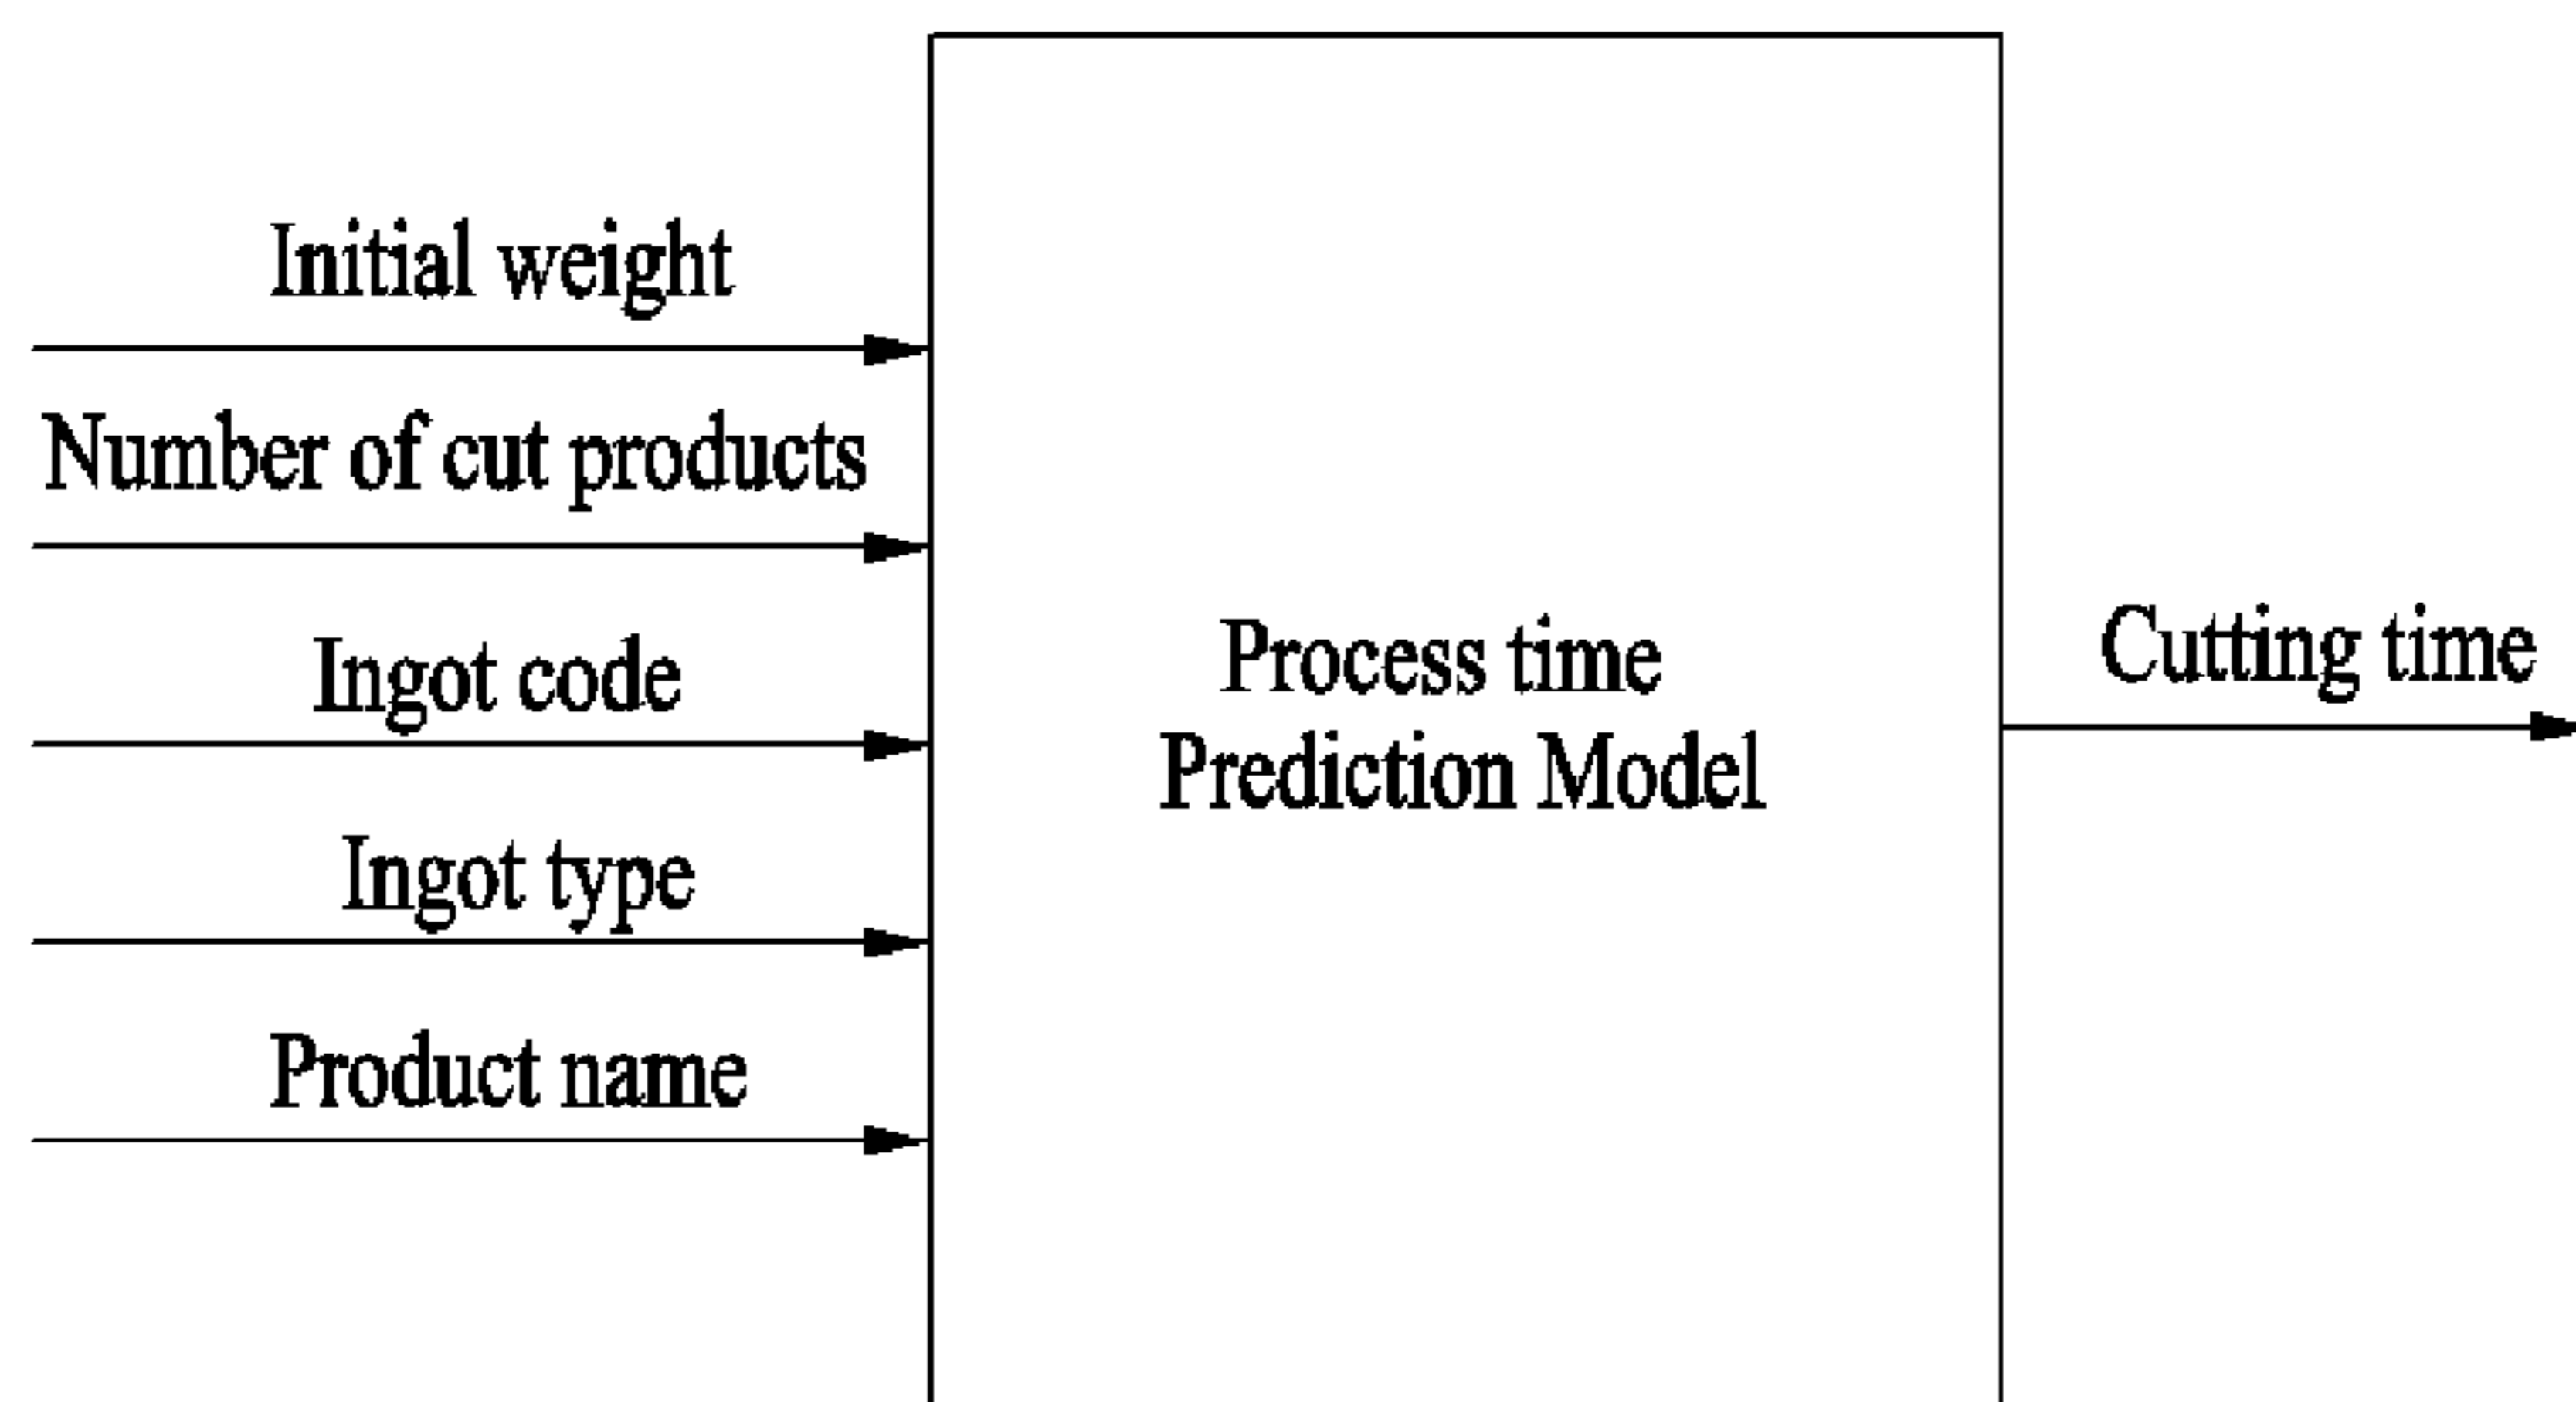 Initial weight
Number of cut products
Ingot code
Ingot type
Product name
Process time
Prediction Model
Cutting time